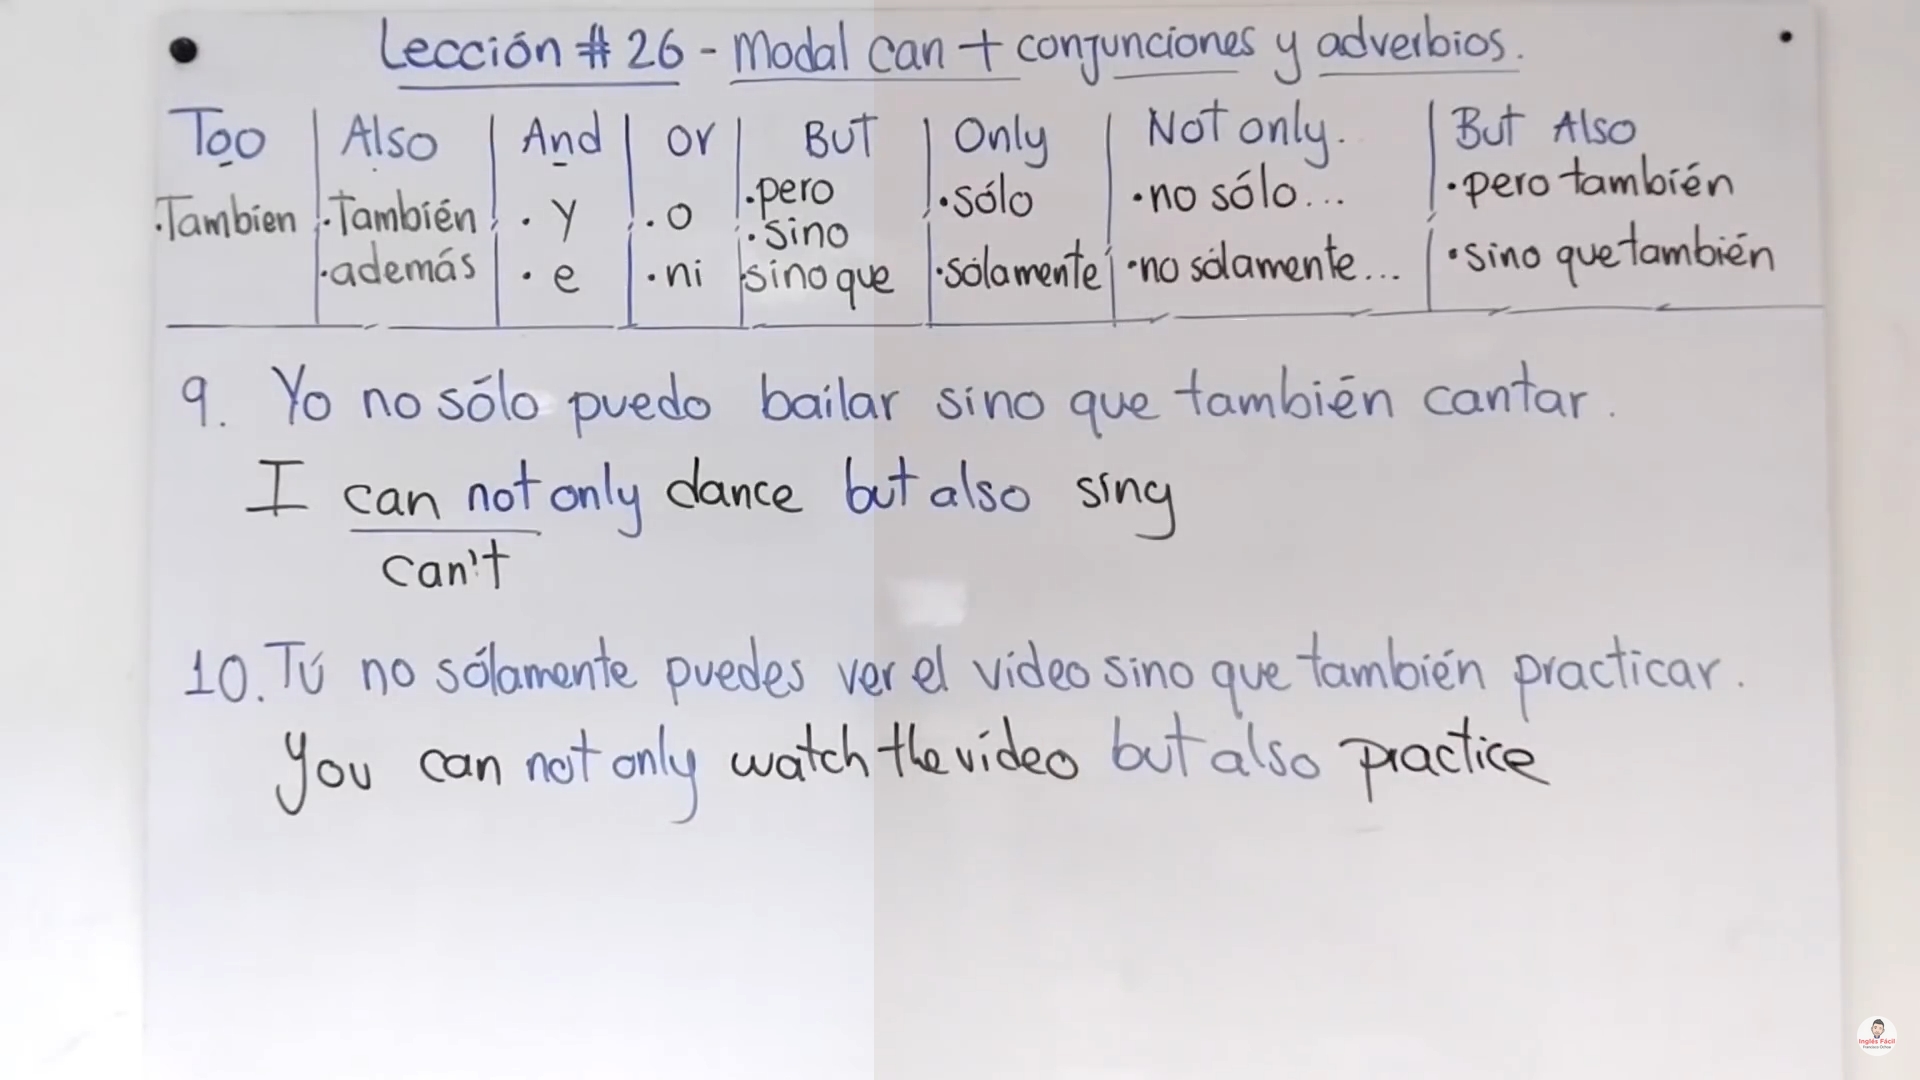 Lección # 26 - Modal can + conjunciones y adverbios.
Too | Also | And | or | But | Only | Not only. | But Also
·Tambien ·También · y · o ·pero ·sólo ·no sólo... ·pero también
·además · e · ni ·sino ·sólamente ·no sólamente... ·sino que también
sino que
9. Yo no sólo puedo bailar sino que también cantar.
I can not only dance but also sing
can't
10. Tú no sólamente puedes ver el video sino que también practicar.
You can not only watch the video but also practice
Inglés Fácil